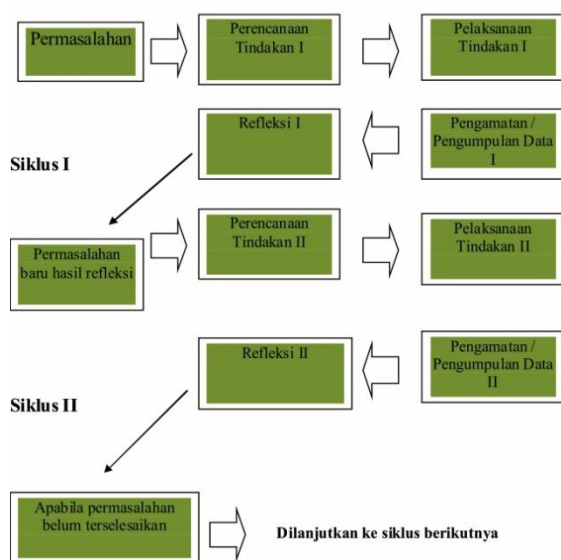 Permasalahan
Perencanaan
Tindakan I
Pelaksanaan
Tindakan I
Refleksi I
Pengamatan /
Pengumpulan Data
I
Siklus I
Permasalahan
baru hasil refleksi
Perencanaan
Tindakan II
Pelaksanaan
Tindakan II
Refleksi II
Pengamatan /
Pengumpulan Data
II
Siklus II
Apabila permasalahan
belum terselesaikan
Dilanjutkan ke siklus berikutnya